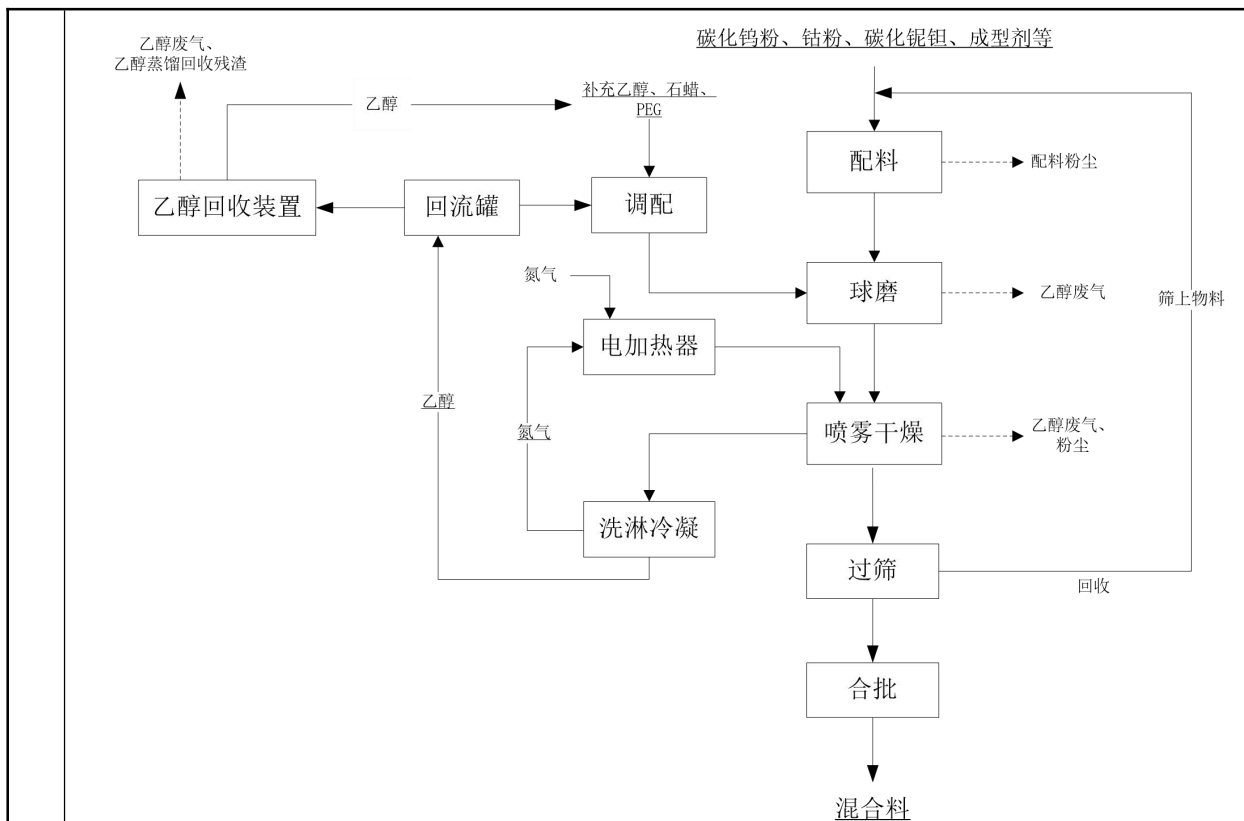 乙醇废气、
乙醇蒸馏回收残渣
碳化钨粉、钴粉、碳化铌钽、成型剂等
乙醇
补充乙醇、石蜡、
PEG
配料
配料粉尘
乙醇回收装置
回流罐
调配
氮气
球磨
乙醇废气
筛上物料
电加热器
乙醇
氮气
喷雾干燥
乙醇废气、
粉尘
洗淋冷凝
过筛
回收
合批
混合料